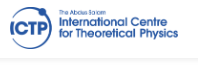 ICTP
The Abdus Salam
International Centre
for Theoretical Physics